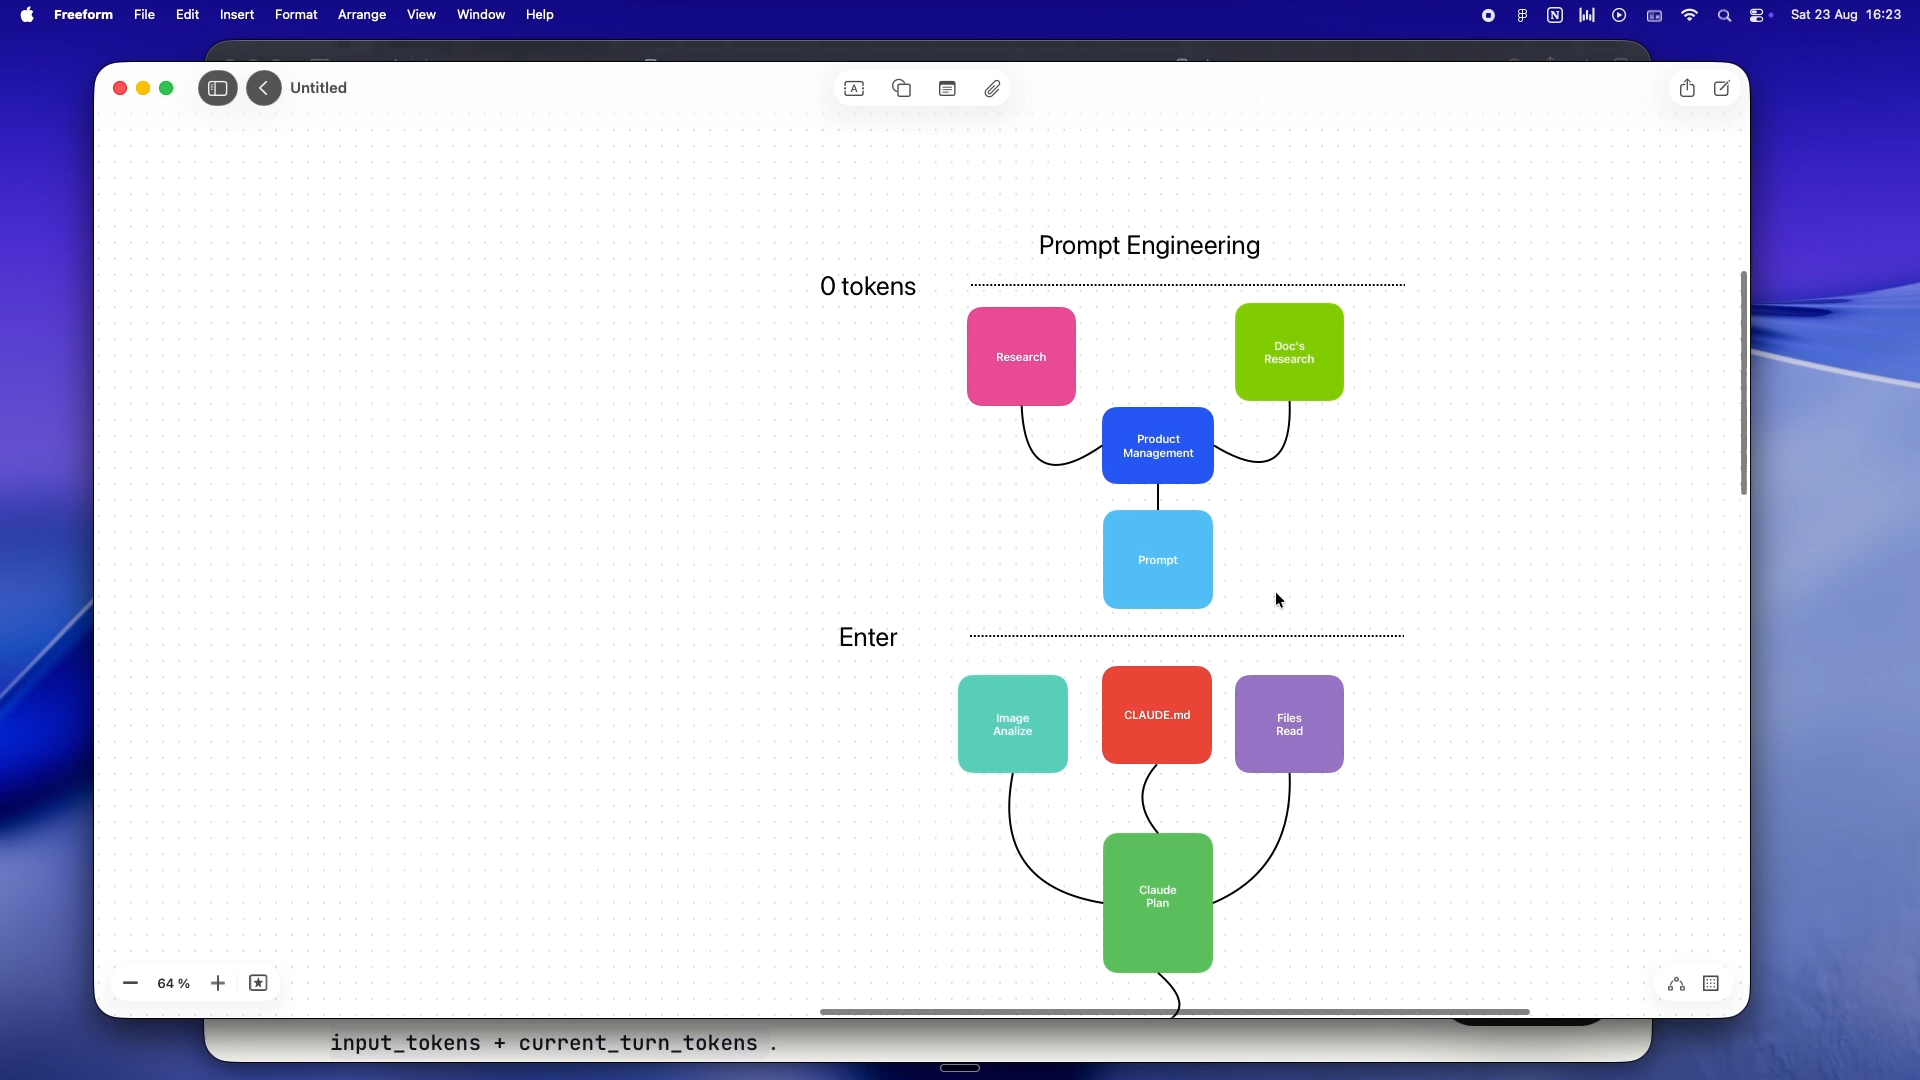 Freeform File Edit Insert Format Arrange View Window Help
Sat 23 Aug 16:23
Untitled
Prompt Engineering
0 tokens
Research
Doc's
Research
Product
Management
Prompt
Enter
Image
Analize
CLAUDE.md
Files
Read
Claude
Plan
64 %
input_tokens + current_turn_tokens .